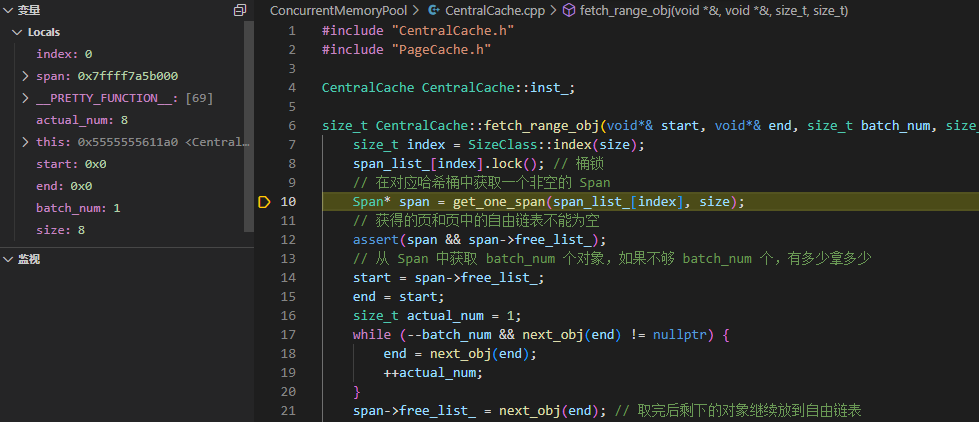 变量
Locals
index: 0
span: 0x7ffff7a5b000
__PRETTY_FUNCTION__: [69]
actual_num: 8
this: 0x5555555611a0 <Central…
start: 0x0
end: 0x0
batch_num: 1
size: 8
监视
ConcurrentMemoryPool > CentralCache.cpp > fetch_range_obj(void *&, void *&, size_t, size_t)
1 #include "CentralCache.h"
2 #include "PageCache.h"
3
4 CentralCache CentralCache::inst_;
5
6 size_t CentralCache::fetch_range_obj(void*& start, void*& end, size_t batch_num, size_
7 size_t index = SizeClass::index(size);
8 span_list_[index].lock(); // 桶锁
9 // 在对应哈希桶中获取一个非空的 Span
10 Span* span = get_one_span(span_list_[index], size);
11 // 获得的页和页中的自由链表不能为空
12 assert(span && span->free_list_);
13 // 从 Span 中获取 batch_num 个对象，如果不够 batch_num 个，有多少拿多少
14 start = span->free_list_;
15 end = start;
16 size_t actual_num = 1;
17 while (--batch_num && next_obj(end) != nullptr) {
18 end = next_obj(end);
19 ++actual_num;
20 }
21 span->free_list_ = next_obj(end); // 取完后剩下的对象继续放到自由链表